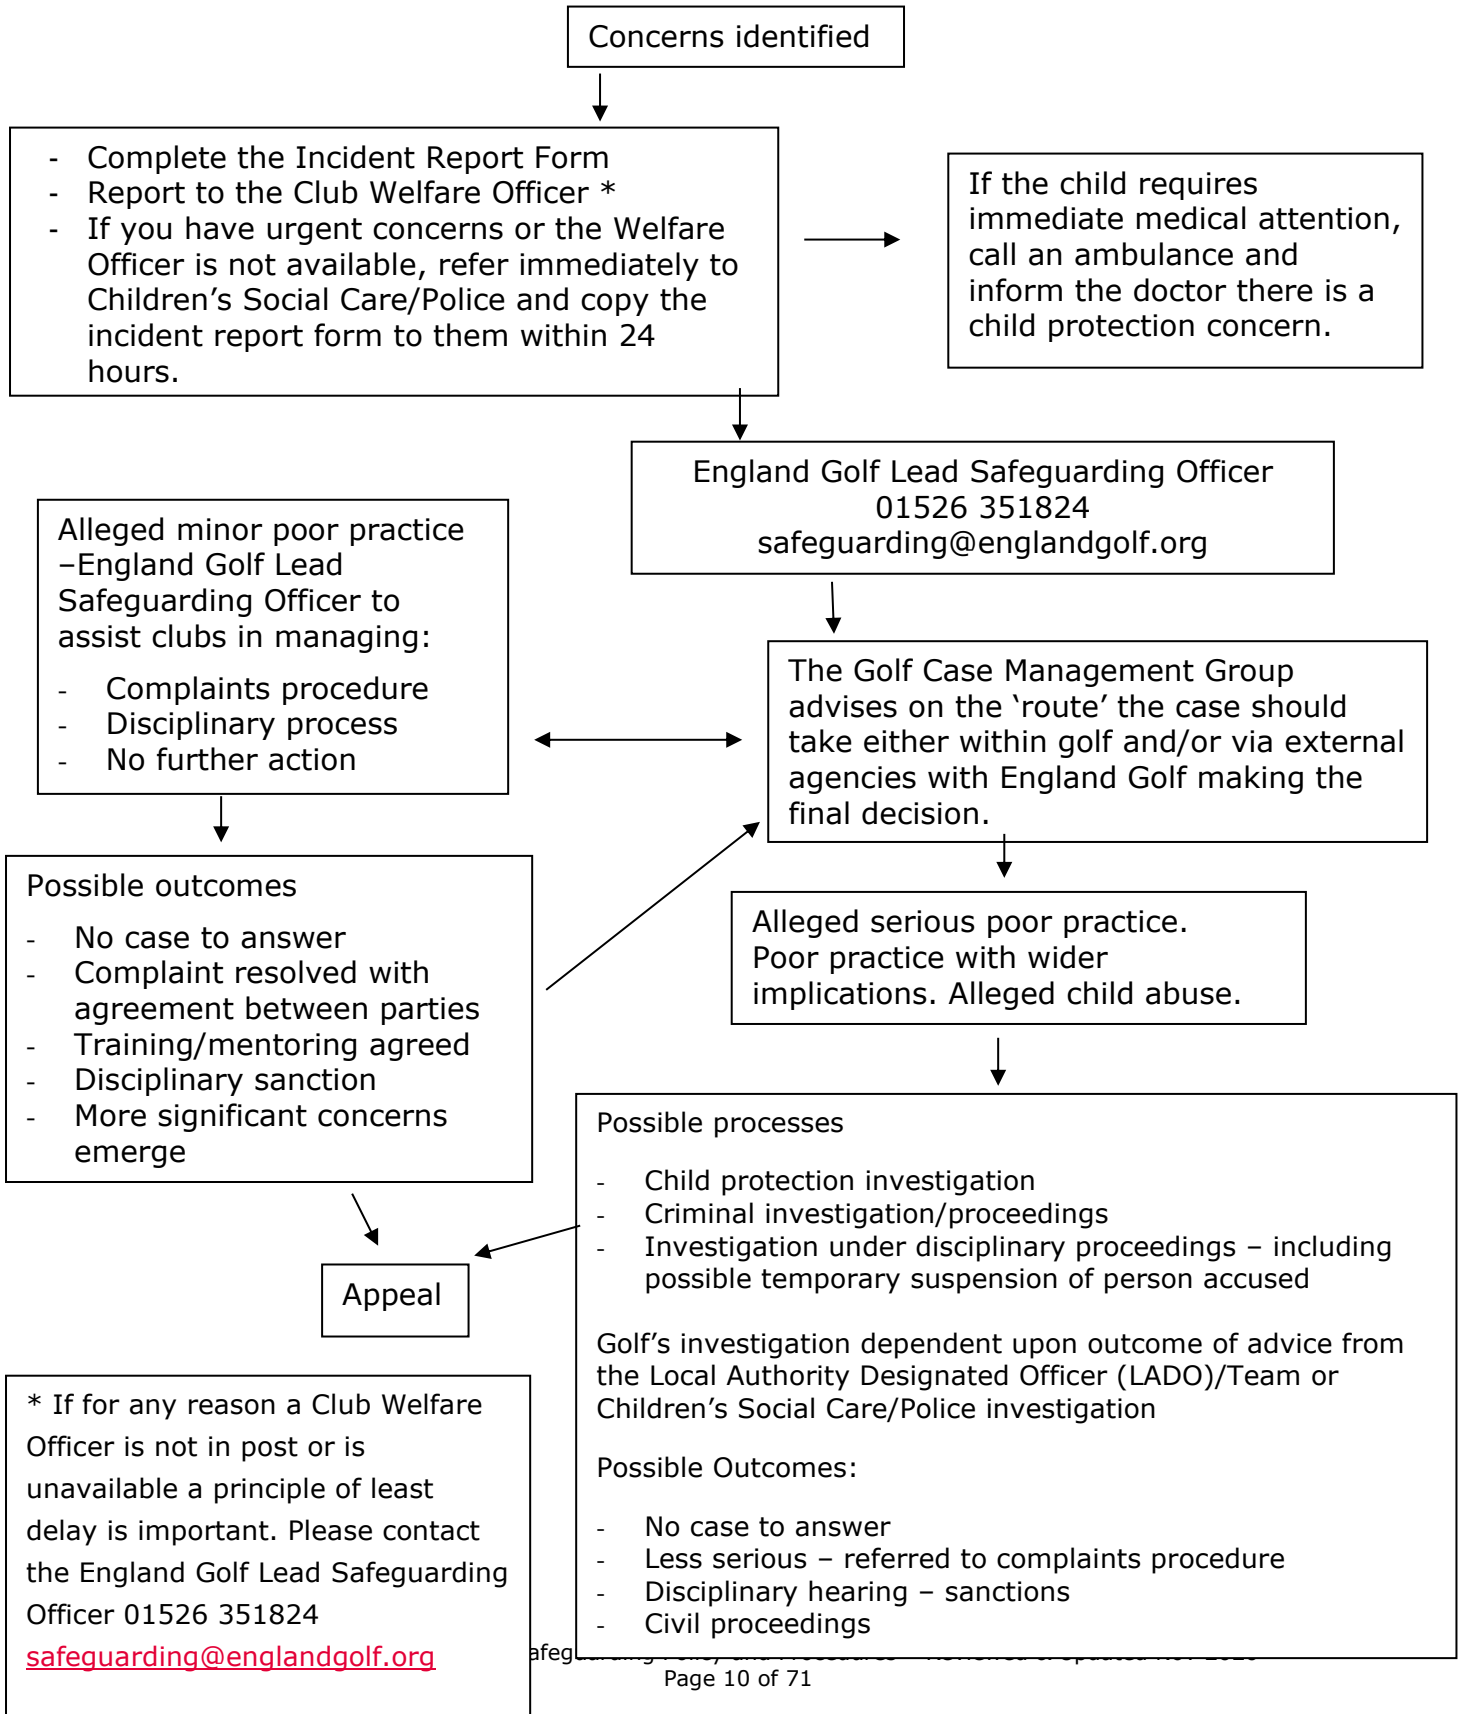 Concerns identified
- Complete the Incident Report Form
- Report to the Club Welfare Officer *
- If you have urgent concerns or the Welfare
Officer is not available, refer immediately to
Children’s Social Care/Police and copy the
incident report form to them within 24
hours.
If the child requires
immediate medical attention,
call an ambulance and
inform the doctor there is a
child protection concern.
England Golf Lead Safeguarding Officer
01526 351824
safeguarding@englandgolf.org
Alleged minor poor practice
–England Golf Lead
Safeguarding Officer to
assist clubs in managing:
- Complaints procedure
- Disciplinary process
- No further action
The Golf Case Management Group
advises on the ‘route’ the case should
take either within golf and/or via external
agencies with England Golf making the
final decision.
Possible outcomes
- No case to answer
- Complaint resolved with
agreement between parties
- Training/mentoring agreed
- Disciplinary sanction
- More significant concerns
emerge
Alleged serious poor practice.
Poor practice with wider
implications. Alleged child abuse.
Possible processes
- Child protection investigation
- Criminal investigation/proceedings
- Investigation under disciplinary proceedings – including
possible temporary suspension of person accused
Golf’s investigation dependent upon outcome of advice from
the Local Authority Designated Officer (LADO)/Team or
Children’s Social Care/Police investigation
Possible Outcomes:
- No case to answer
- Less serious – referred to complaints procedure
- Disciplinary hearing – sanctions
- Civil proceedings
Appeal
* If for any reason a Club Welfare
Officer is not in post or is
unavailable a principle of least
delay is important. Please contact
the England Golf Lead Safeguarding
Officer 01526 351824
safeguarding@englandgolf.org
Page 10 of 71